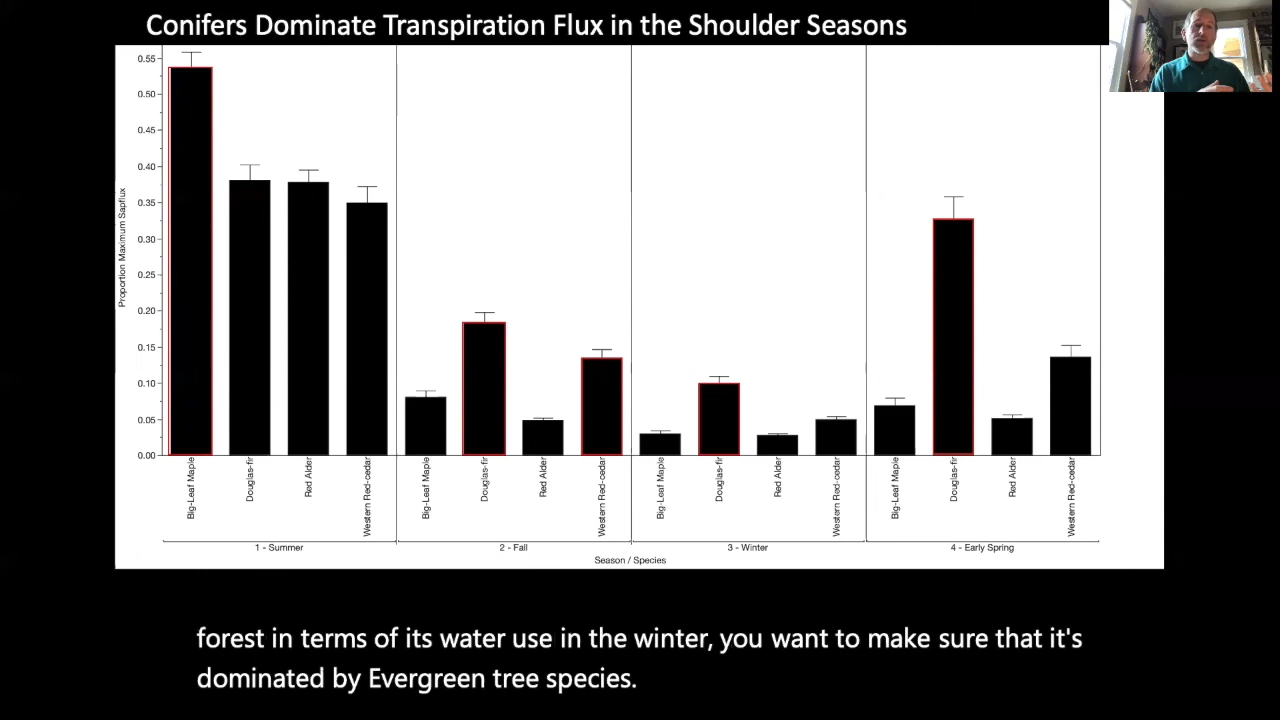 Conifers Dominate Transpiration Flux in the Shoulder Seasons
0.55
0.50
0.45
0.40
0.35
0.30
0.25
0.20
0.15
0.10
0.05
0.00
Proportion Maximum Sapflux
Big-Leaf Maple
Douglas-fir
Red Alder
Western Red-cedar
Big-Leaf Maple
Douglas-fir
Red Alder
Western Red-cedar
Big-Leaf Maple
Douglas-fir
Red Alder
Western Red-cedar
Big-Leaf Maple
Douglas-fir
Red Alder
Western Red-cedar
1 - Summer
2 - Fall
3 - Winter
4 - Early Spring
Season / Species
forest in terms of its water use in the winter, you want to make sure that it's
dominated by Evergreen tree species.